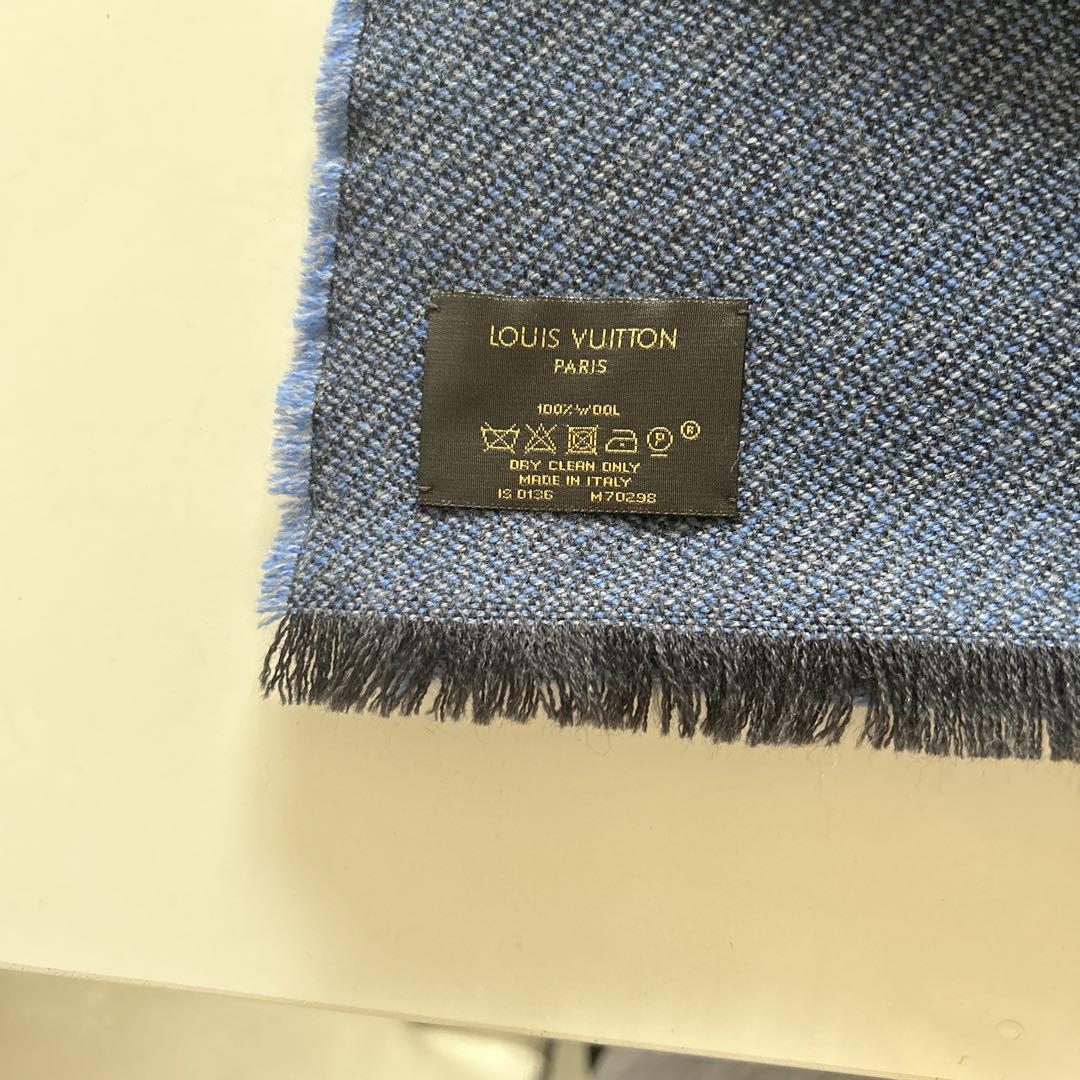 LOUIS VUITTON
PARIS
100% WOOL
P ®
DRY CLEAN ONLY
MADE IN ITALY
IS 0136 M70298